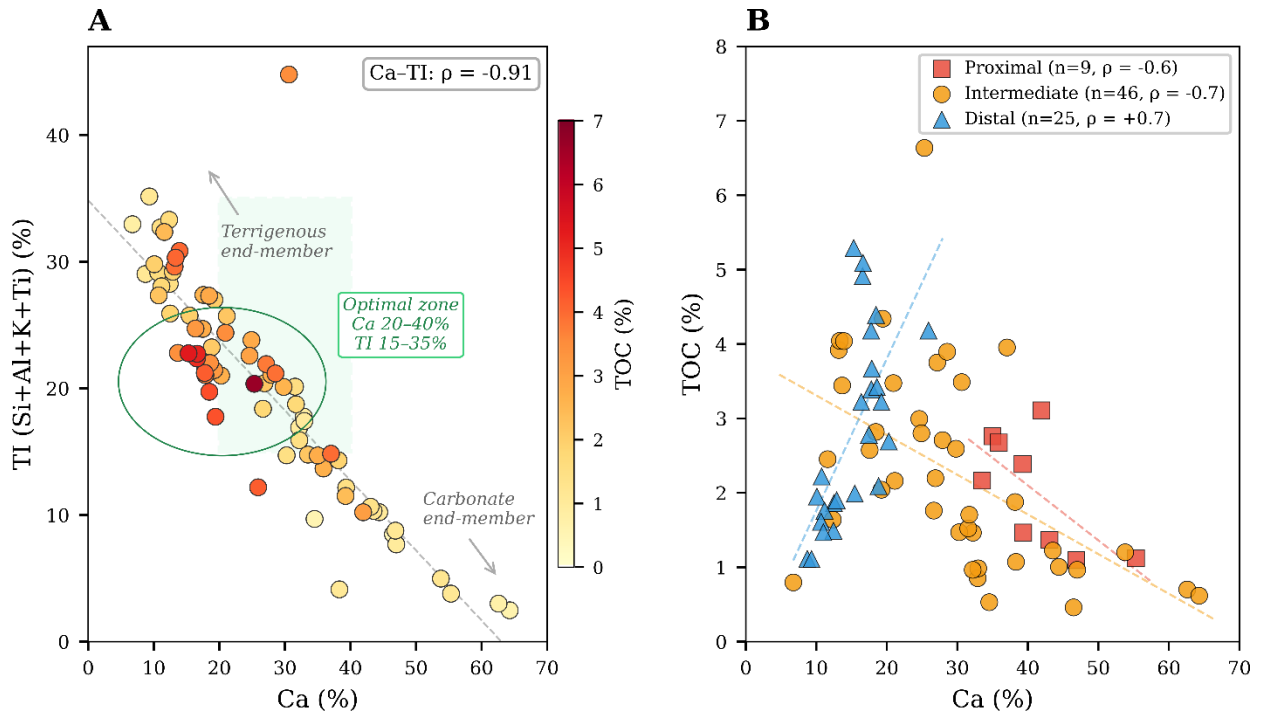 A
Ca–TI: ρ = -0.91
Terrigenous
end-member
Optimal zone
Ca 20–40%
TI 15–35%
Carbonate
end-member
TI (Si+Al+K+Ti) (%)
40
30
20
10
0
0 10 20 30 40 50 60 70
Ca (%)
7
6
5
4
3
2
1
0
TOC (%)
B
Proximal (n=9, ρ = -0.6)
Intermediate (n=46, ρ = -0.7)
Distal (n=25, ρ = +0.7)
TOC (%)
8
7
6
5
4
3
2
1
0
0 10 20 30 40 50 60 70
Ca (%)